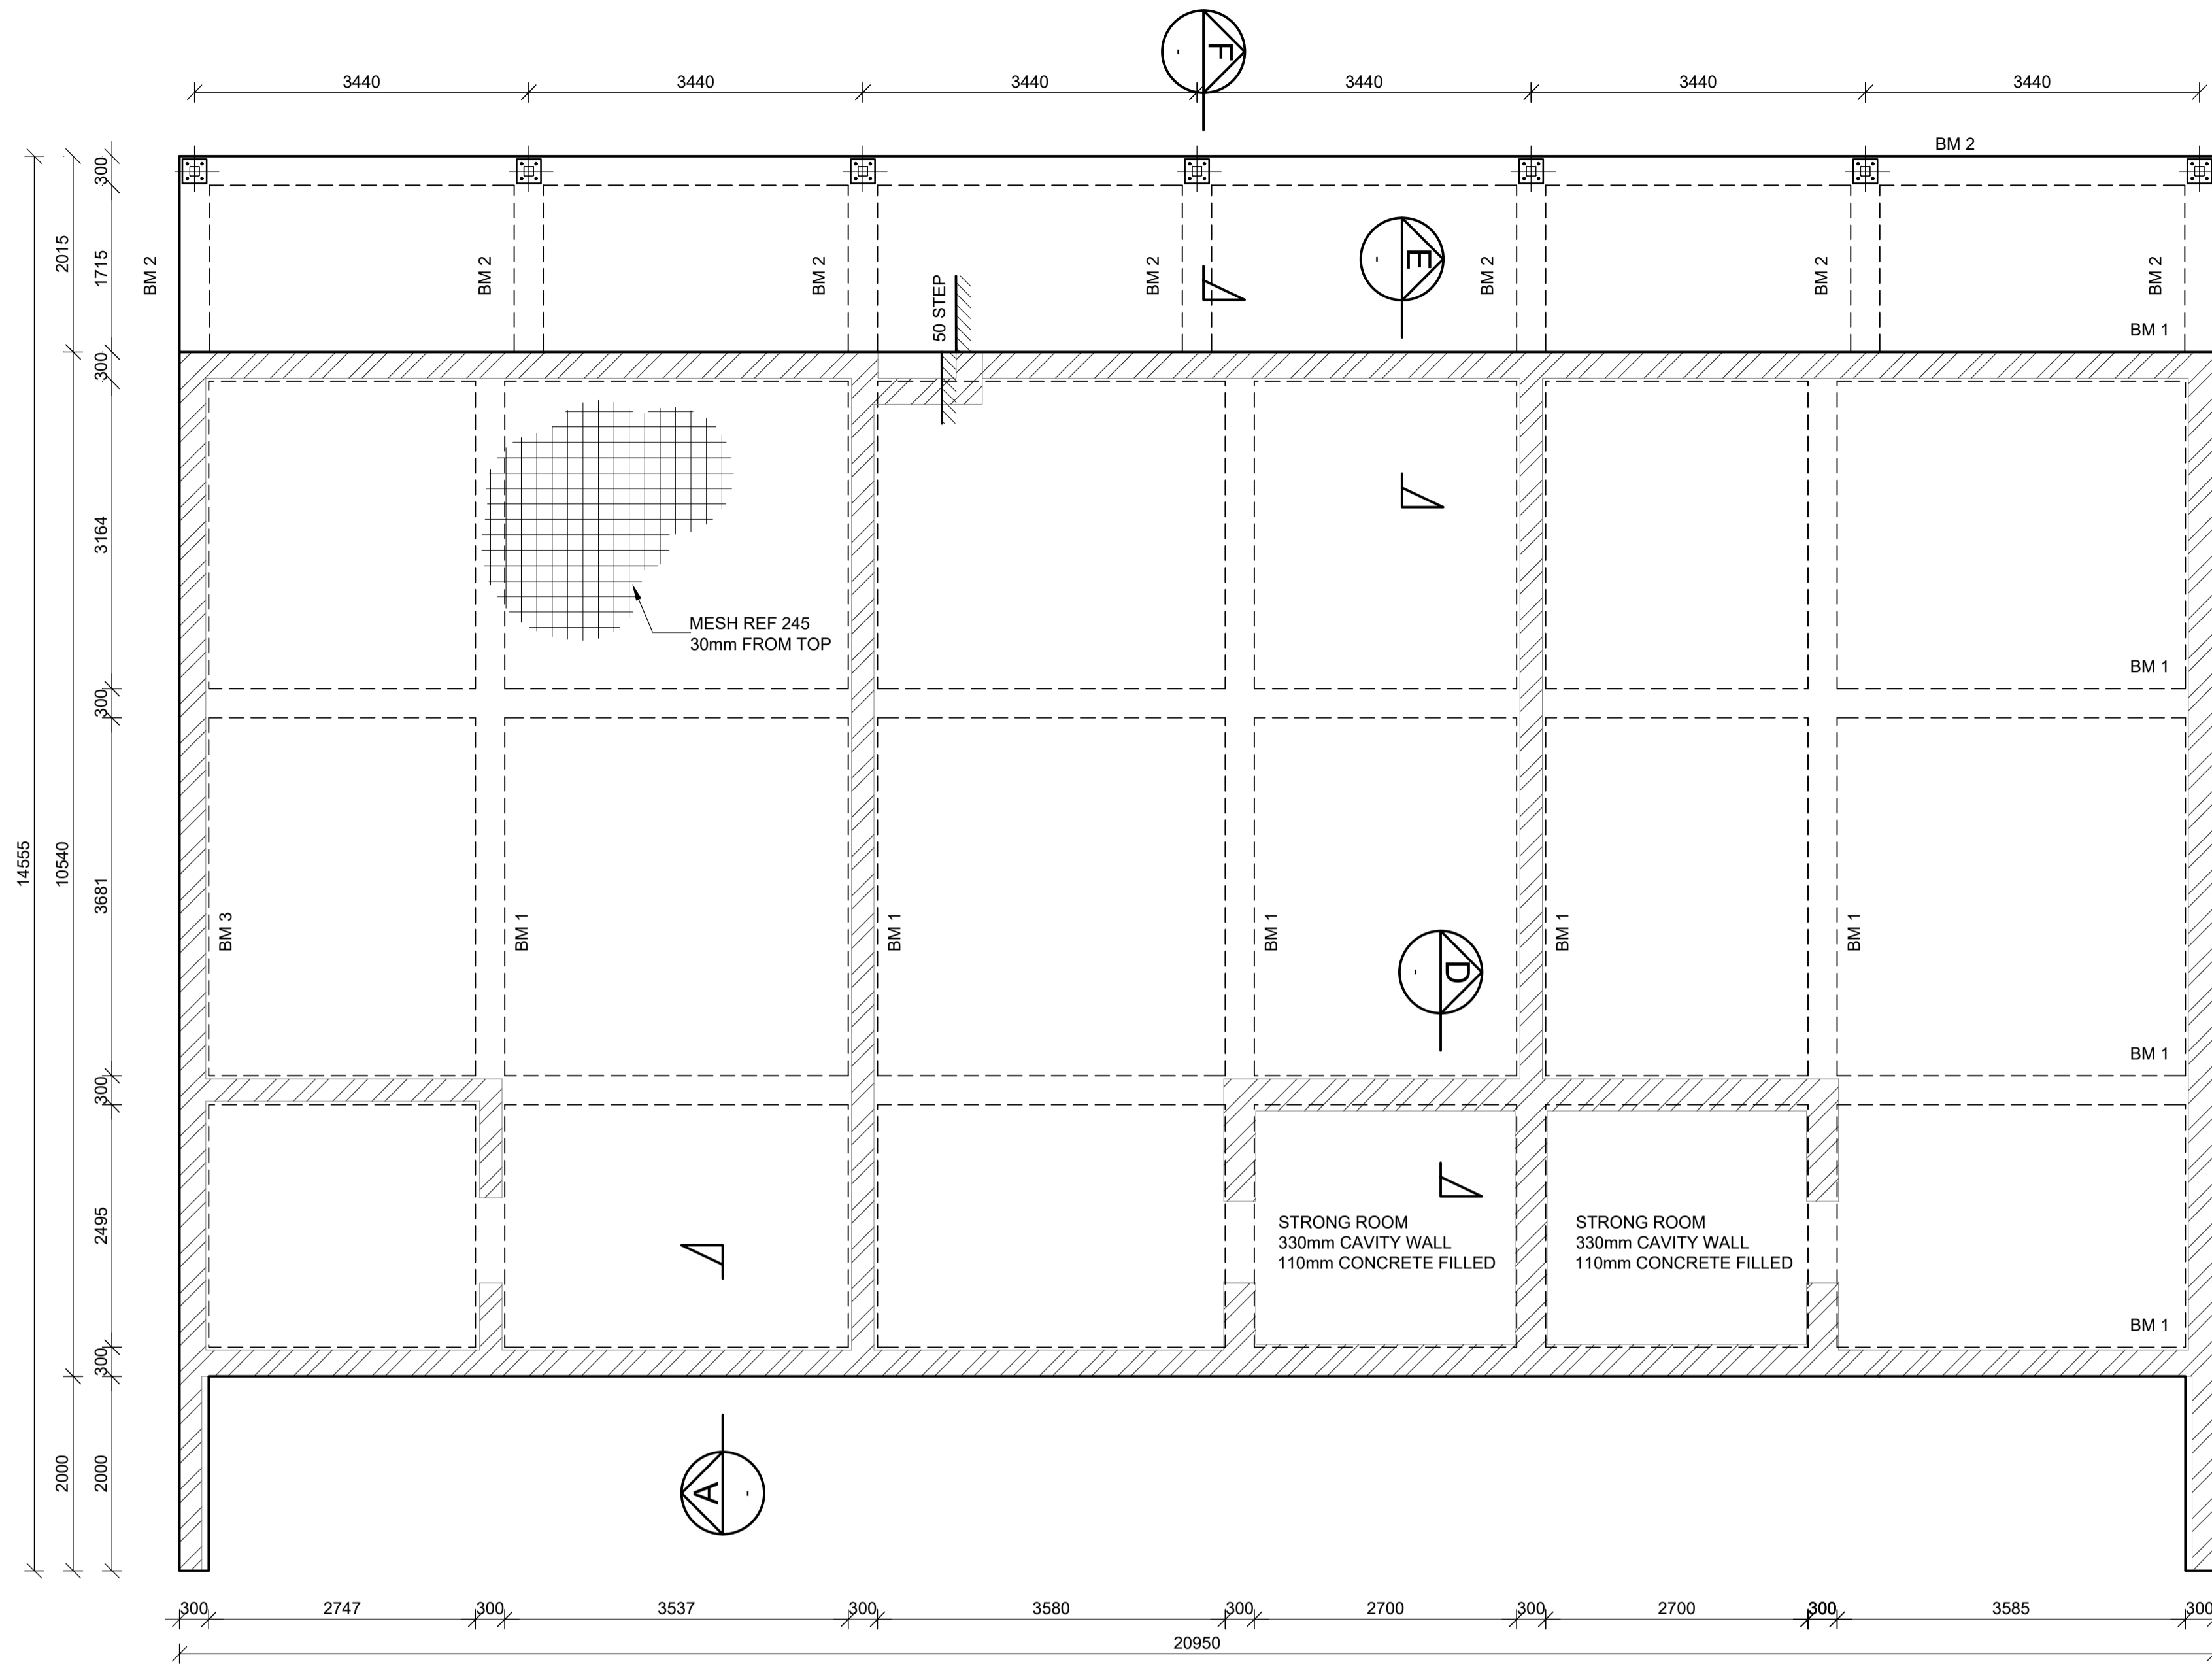 F
-
3440
3440
3440
3440
3440
3440
BM 2
300
1715
2015
BM 2
BM 2
BM 2
BM 2
BM 2
BM 2
BM 2
E
-
50 STEP
BM 1
300
3164
MESH REF 245
30mm FROM TOP
BM 1
300
14555
10540
3681
BM 3
BM 1
BM 1
BM 1
BM 1
BM 1
D
-
BM 1
300
2495
STRONG ROOM
330mm CAVITY WALL
110mm CONCRETE FILLED
STRONG ROOM
330mm CAVITY WALL
110mm CONCRETE FILLED
BM 1
300
2000
2000
A
-
300
2747
300
3537
300
3580
300
2700
300
2700
300
3585
300
20950